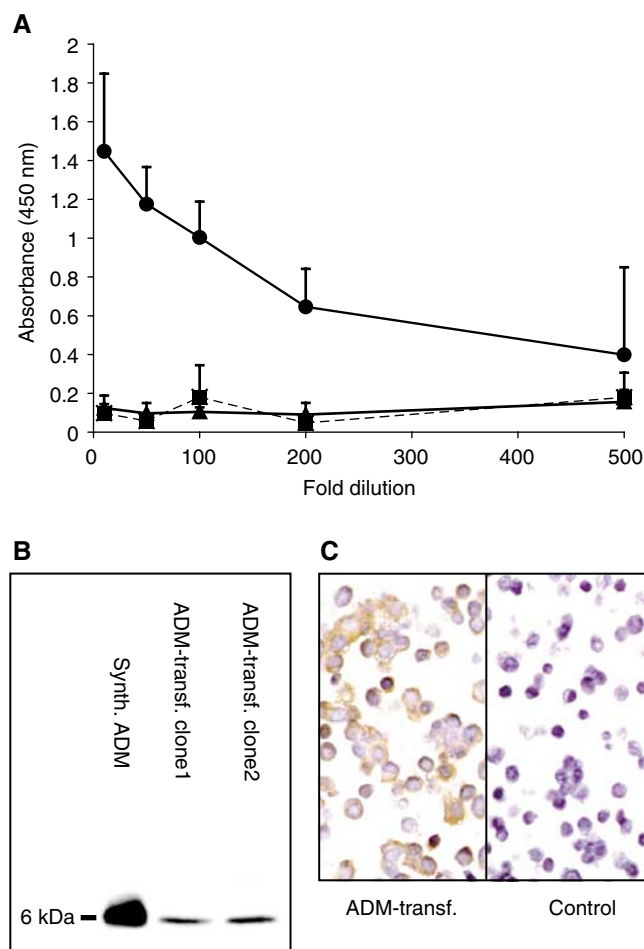 A
2
1.8
1.6
1.4
1.2
1
0.8
0.6
0.4
0.2
0
Absorbance (450 nm)
0 100 200 300 400 500
Fold dilution
B
Synth. ADM
ADM-transf. clone1
ADM-transf. clone2
6 kDa
C
ADM-transf. Control